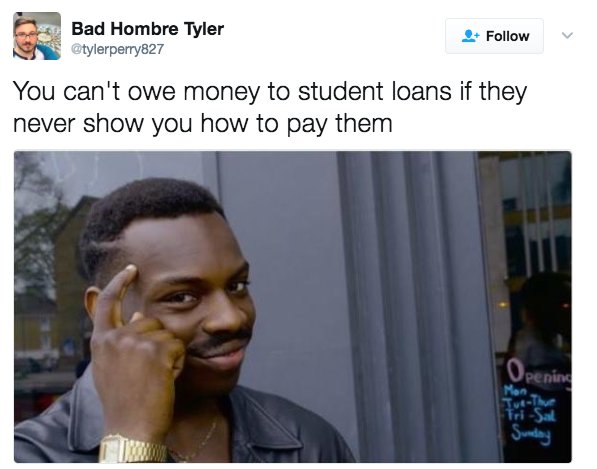 Bad Hombre Tyler
@tylerperry827
Follow
You can't owe money to student loans if they
never show you how to pay them
Opening
Mon
Tue-Thur
Fri-Sat
Sunday